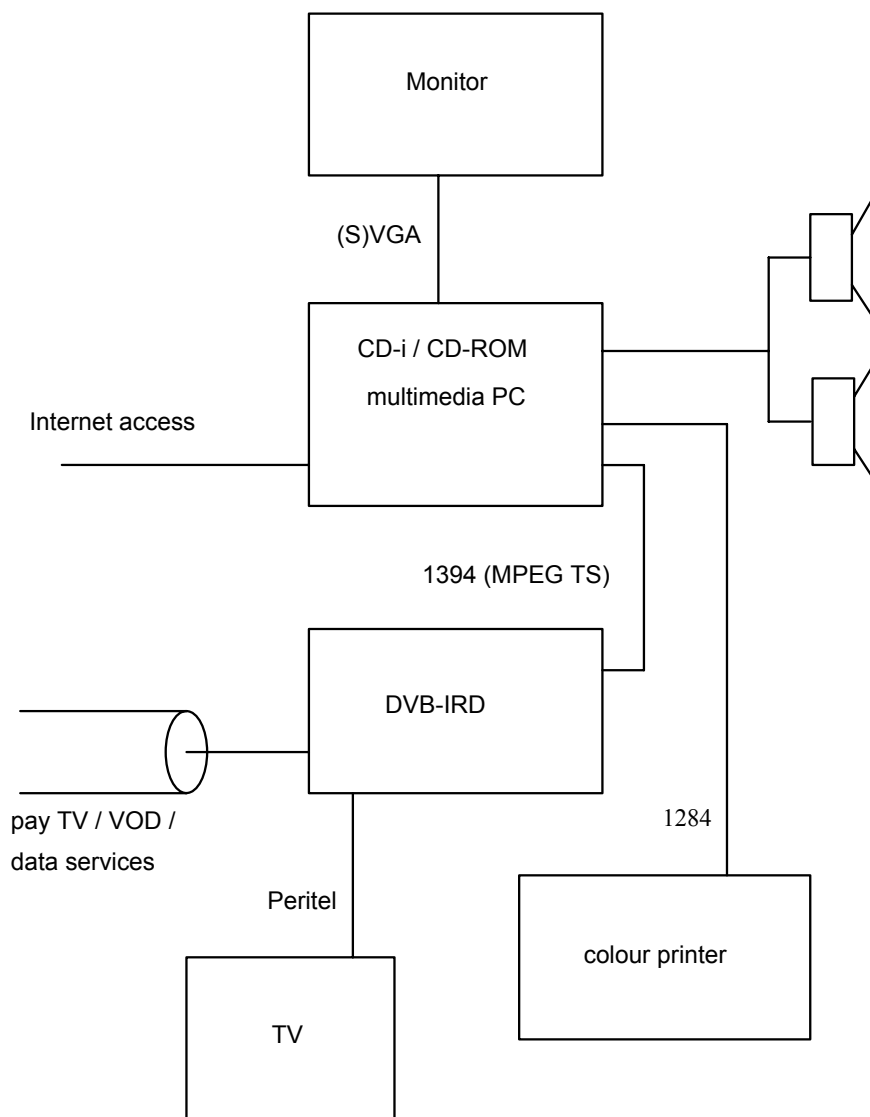 Monitor
(S)VGA
CD-i / CD-ROM
multimedia PC
Internet access
1394 (MPEG TS)
DVB-IRD
pay TV / VOD /
data services
1284
Peritel
colour printer
TV